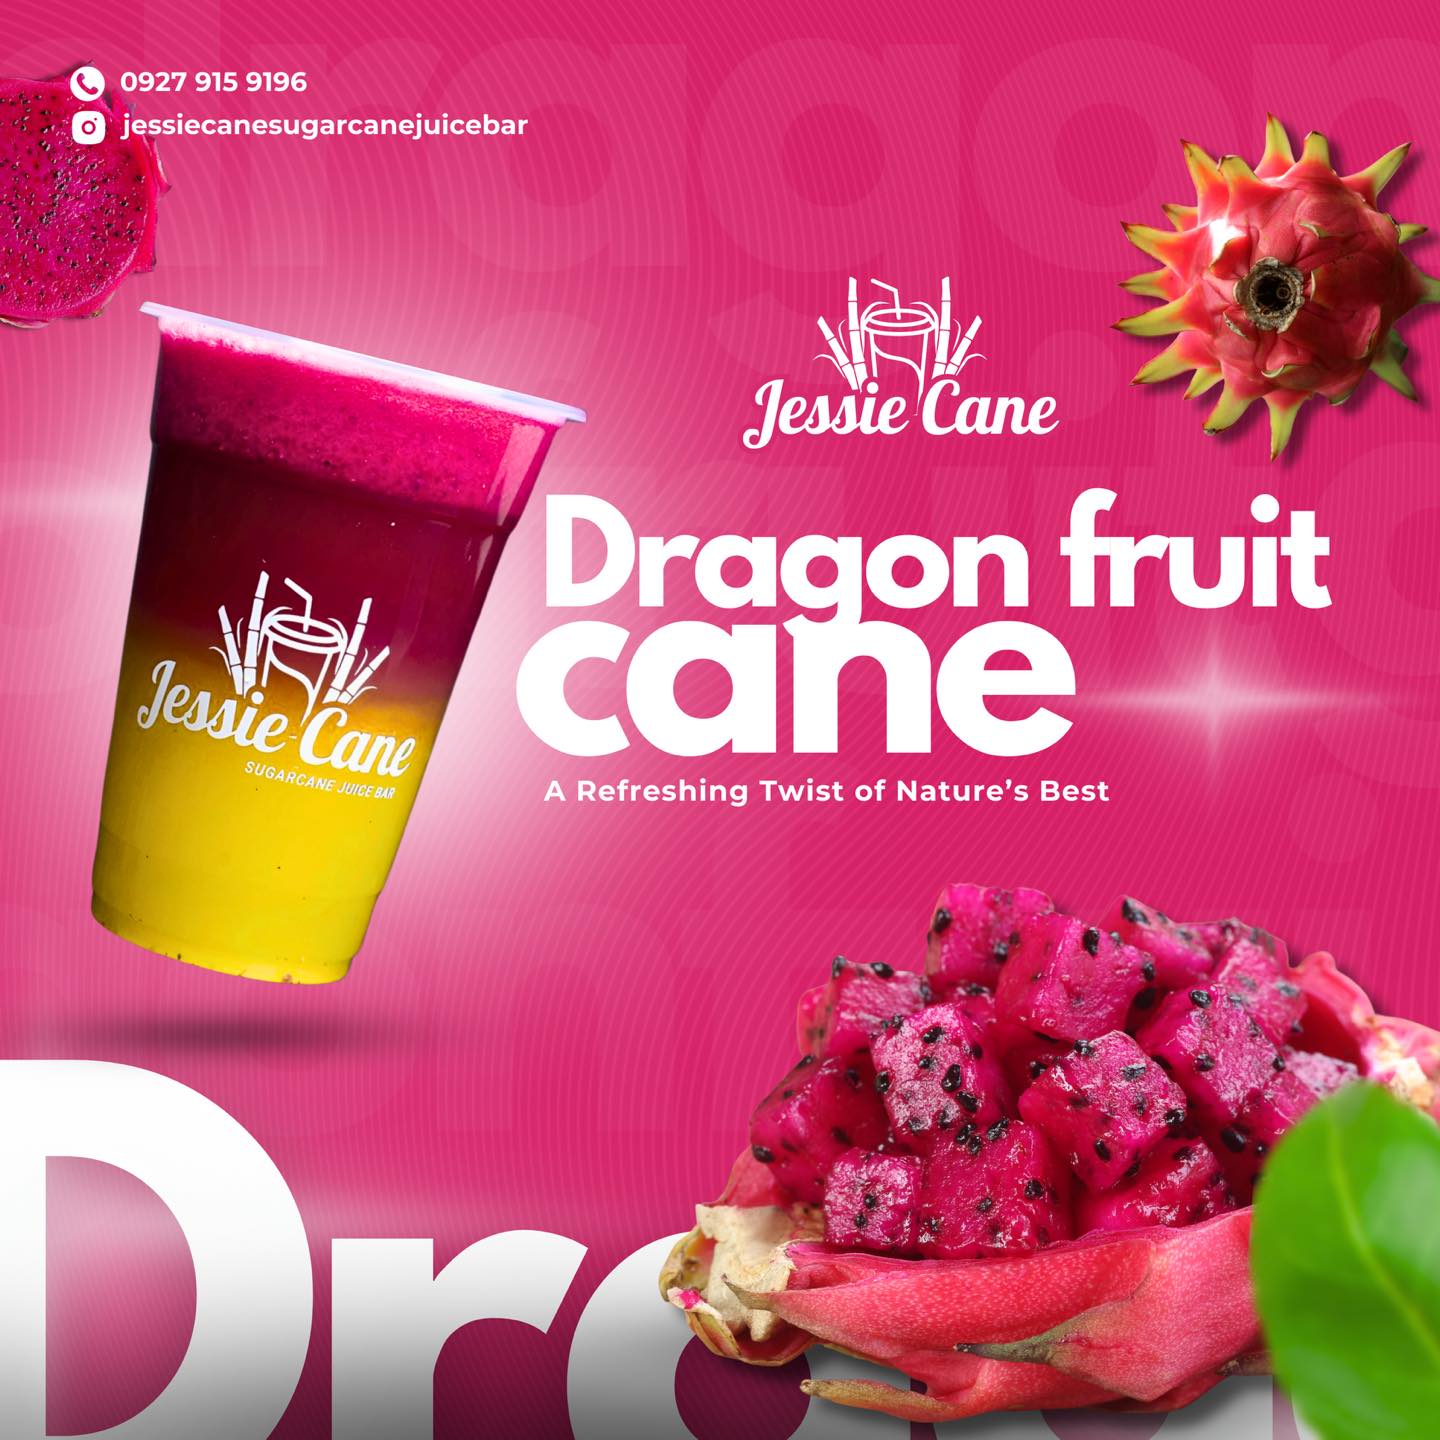 0927 915 9196
jessiecanesugarcanejuicebar
Jessie Cane
Dragon fruit
cane
A Refreshing Twist of Nature's Best
Jessie Cane
SUGARCANE JUICE BAR
Drago